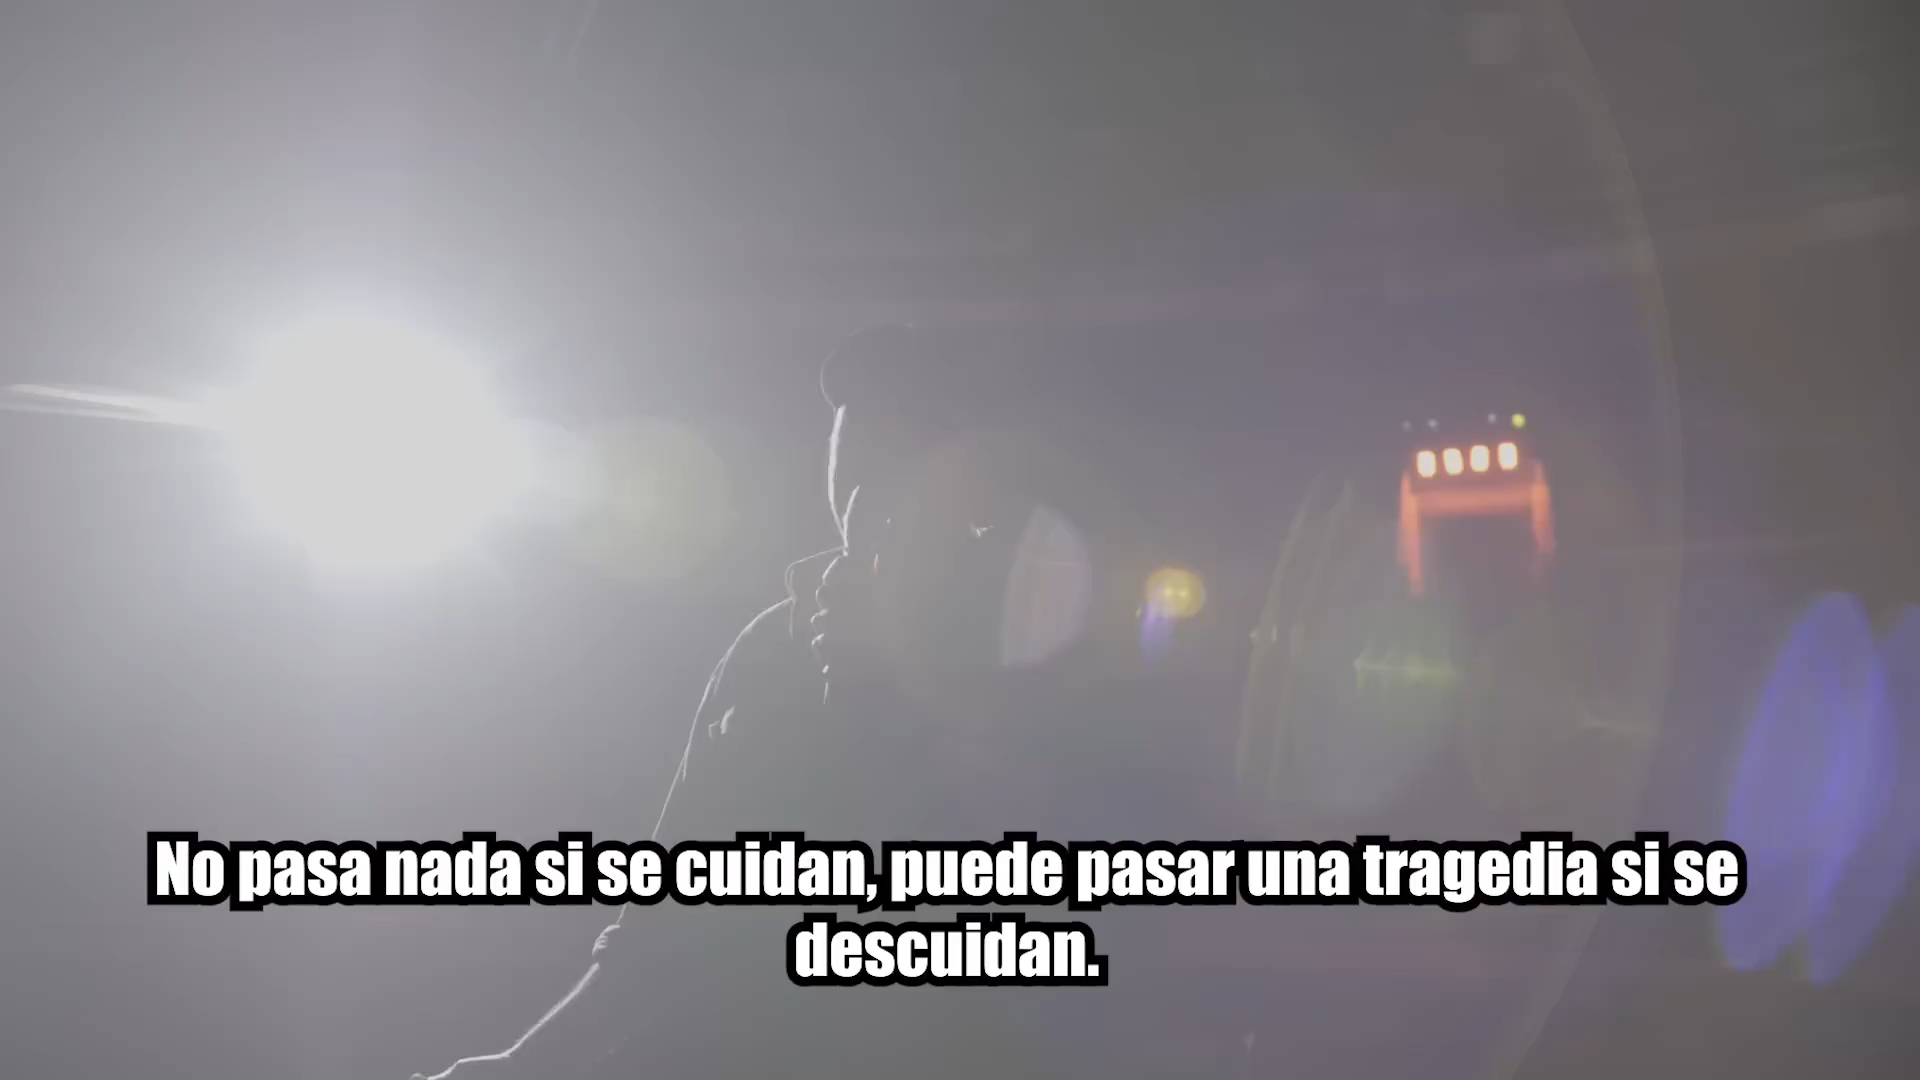 No pasa nada si se cuidan, puede pasar una tragedia si se
descuidan.